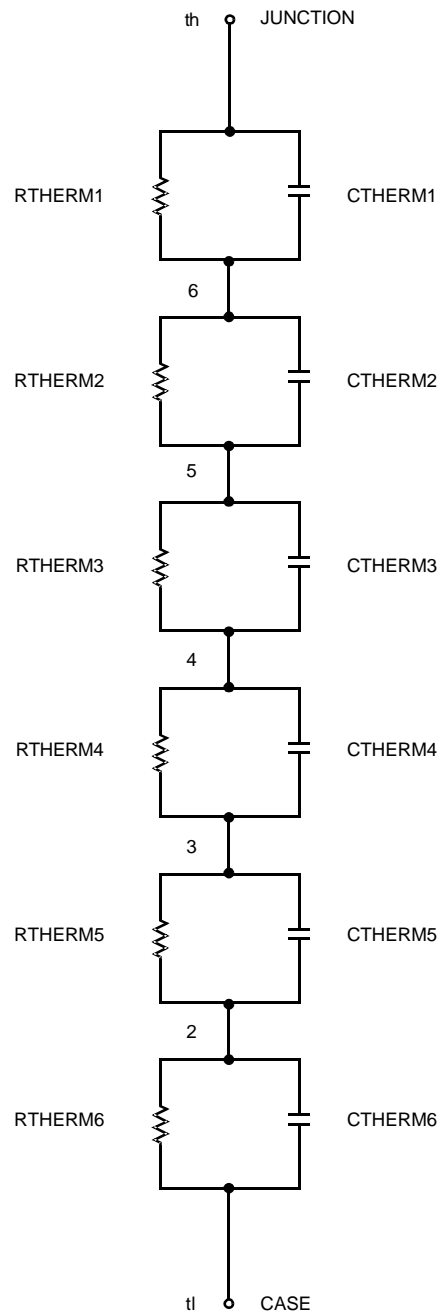 th JUNCTION
RTHERM1 CTHERM1
6
RTHERM2 CTHERM2
5
RTHERM3 CTHERM3
4
RTHERM4 CTHERM4
3
RTHERM5 CTHERM5
2
RTHERM6 CTHERM6
tl CASE